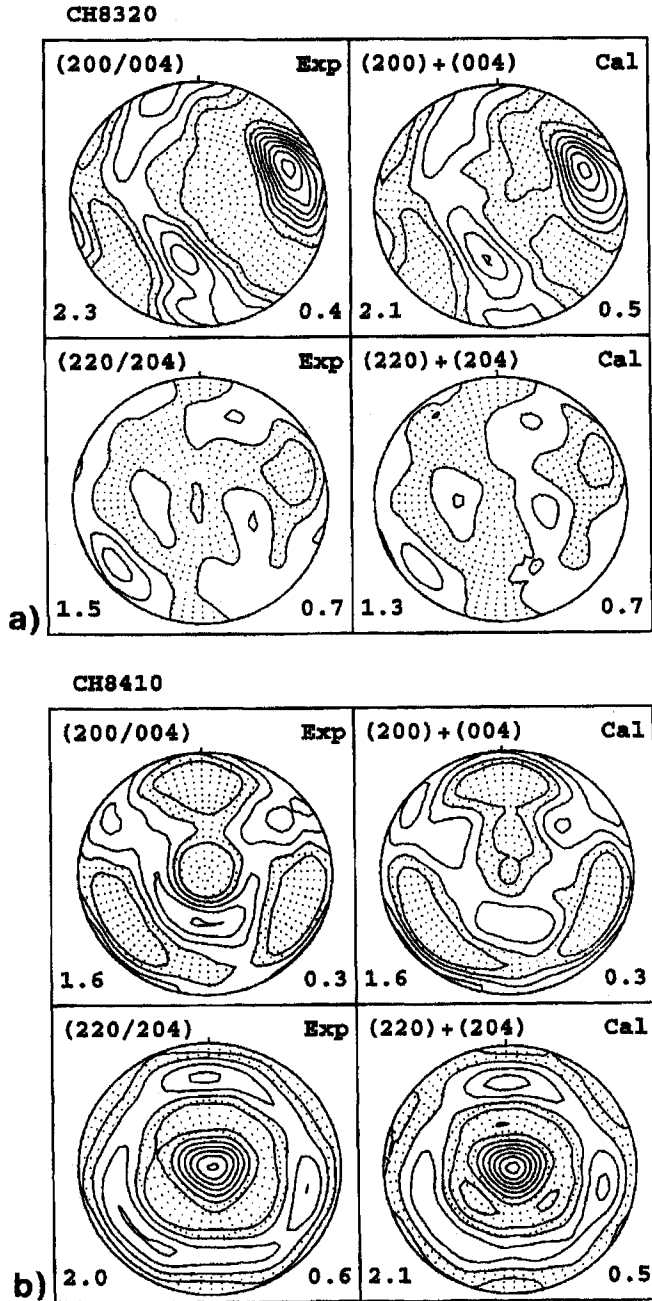 CH8320
(200/004) Exp (200)+(004) Cal
2.3 0.4 2.1 0.5
(220/204) Exp (220)+(204) Cal
a) 1.5 0.7 1.3 0.7
CH8410
(200/004) Exp (200)+(004) Cal
1.6 0.3 1.6 0.3
(220/204) Exp (220)+(204) Cal
b) 2.0 0.6 2.1 0.5